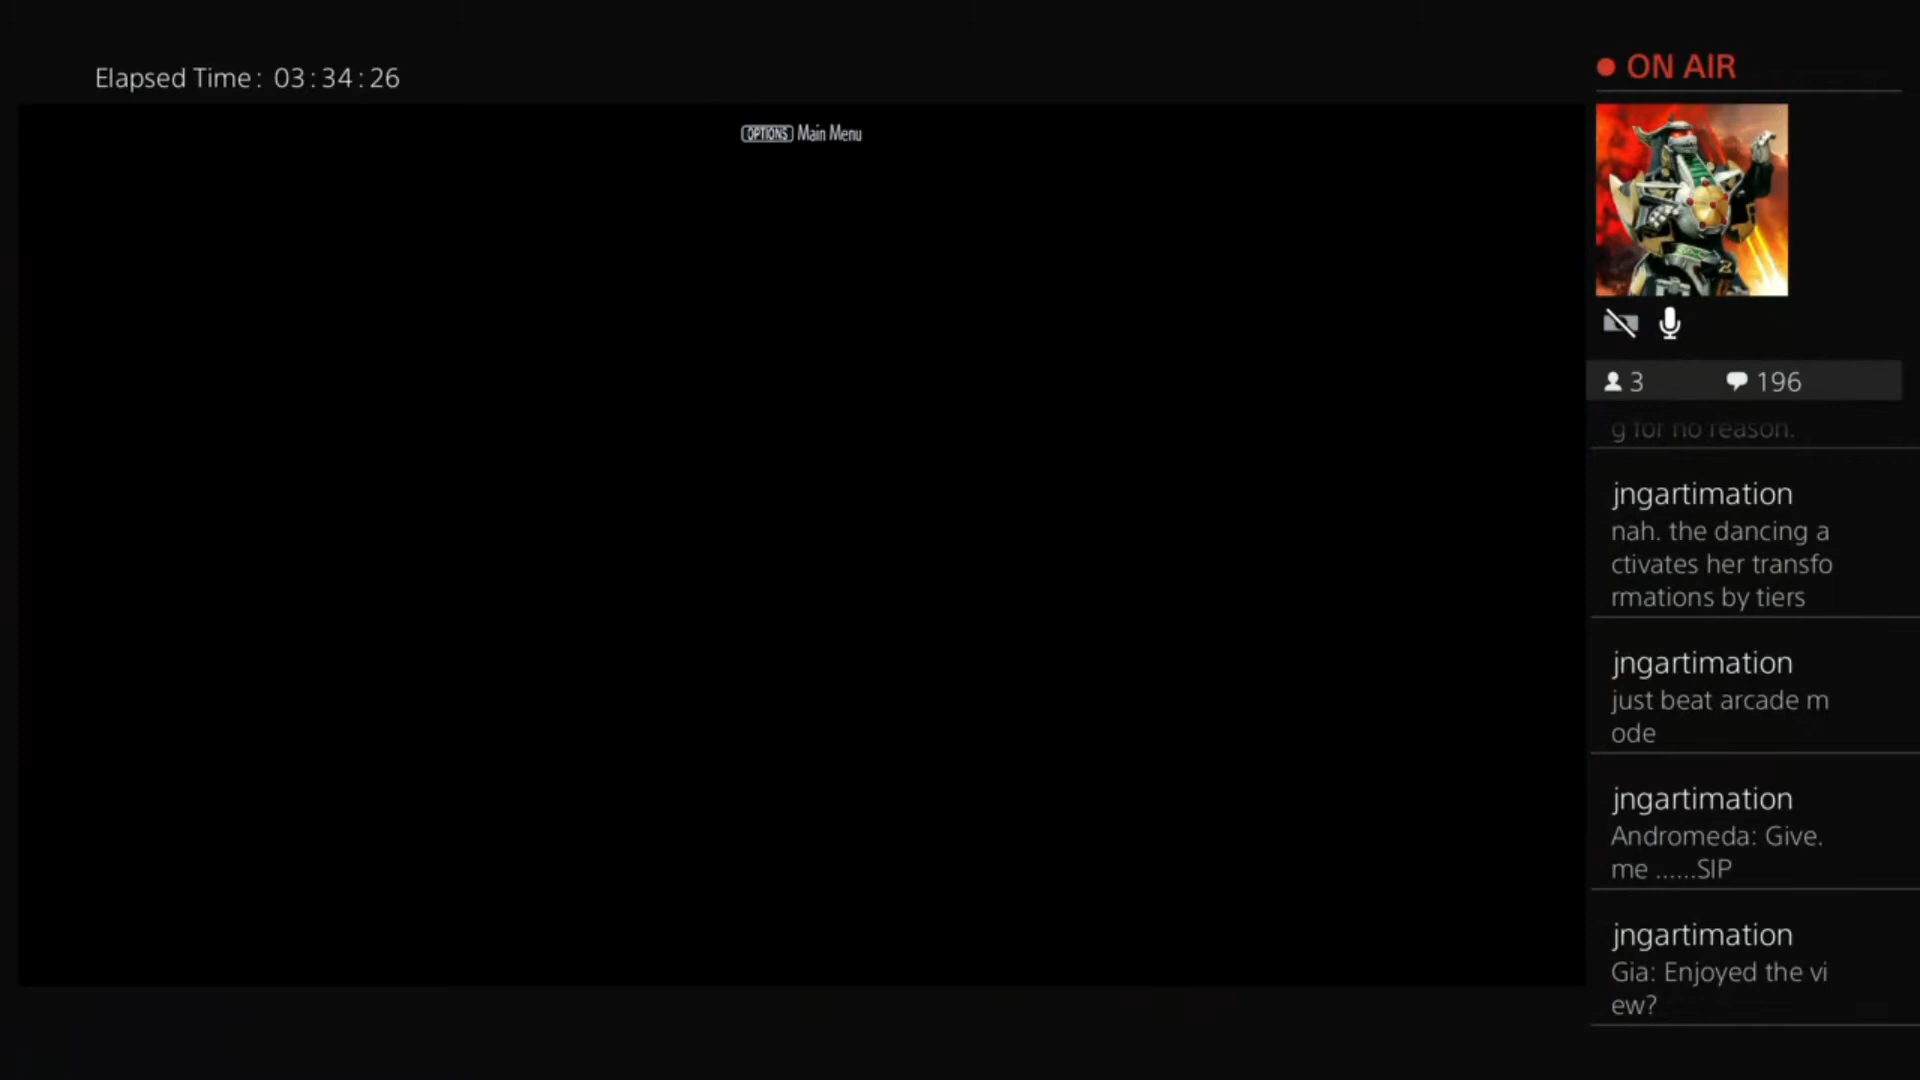 Elapsed Time: 03:34:26
ON AIR
OPTIONS Main Menu
3 196
g for no reason.
jngartimation
nah. the dancing a
ctivates her transfo
rmations by tiers
jngartimation
just beat arcade m
ode
jngartimation
Andromeda: Give.
me ......SIP
jngartimation
Gia: Enjoyed the vi
ew?